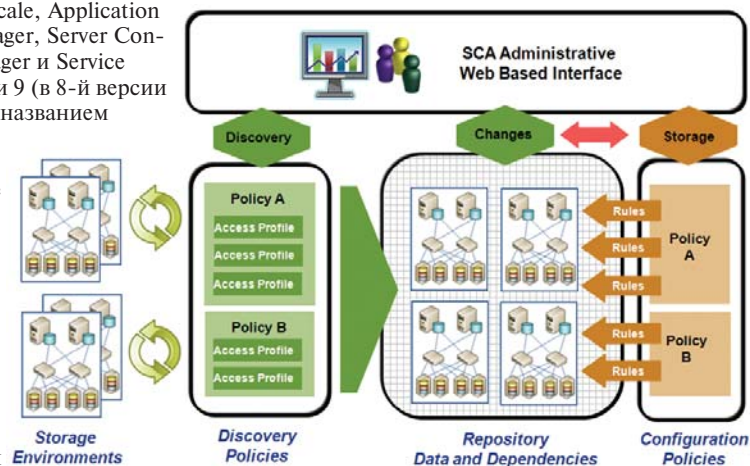 cale, Application
ager, Server Con-
ager и Service
и 9 (в 8-й версии
названием
SCA Administrative
Web Based Interface
Discovery
Changes
Storage
Policy A
Access Profile
Access Profile
Access Profile
Policy B
Access Profile
Access Profile
Rules
Rules
Rules
Rules
Rules
Policy
A
Policy
B
Storage
Environments
Discovery
Policies
Repository
Data and Dependencies
Configuration
Policies